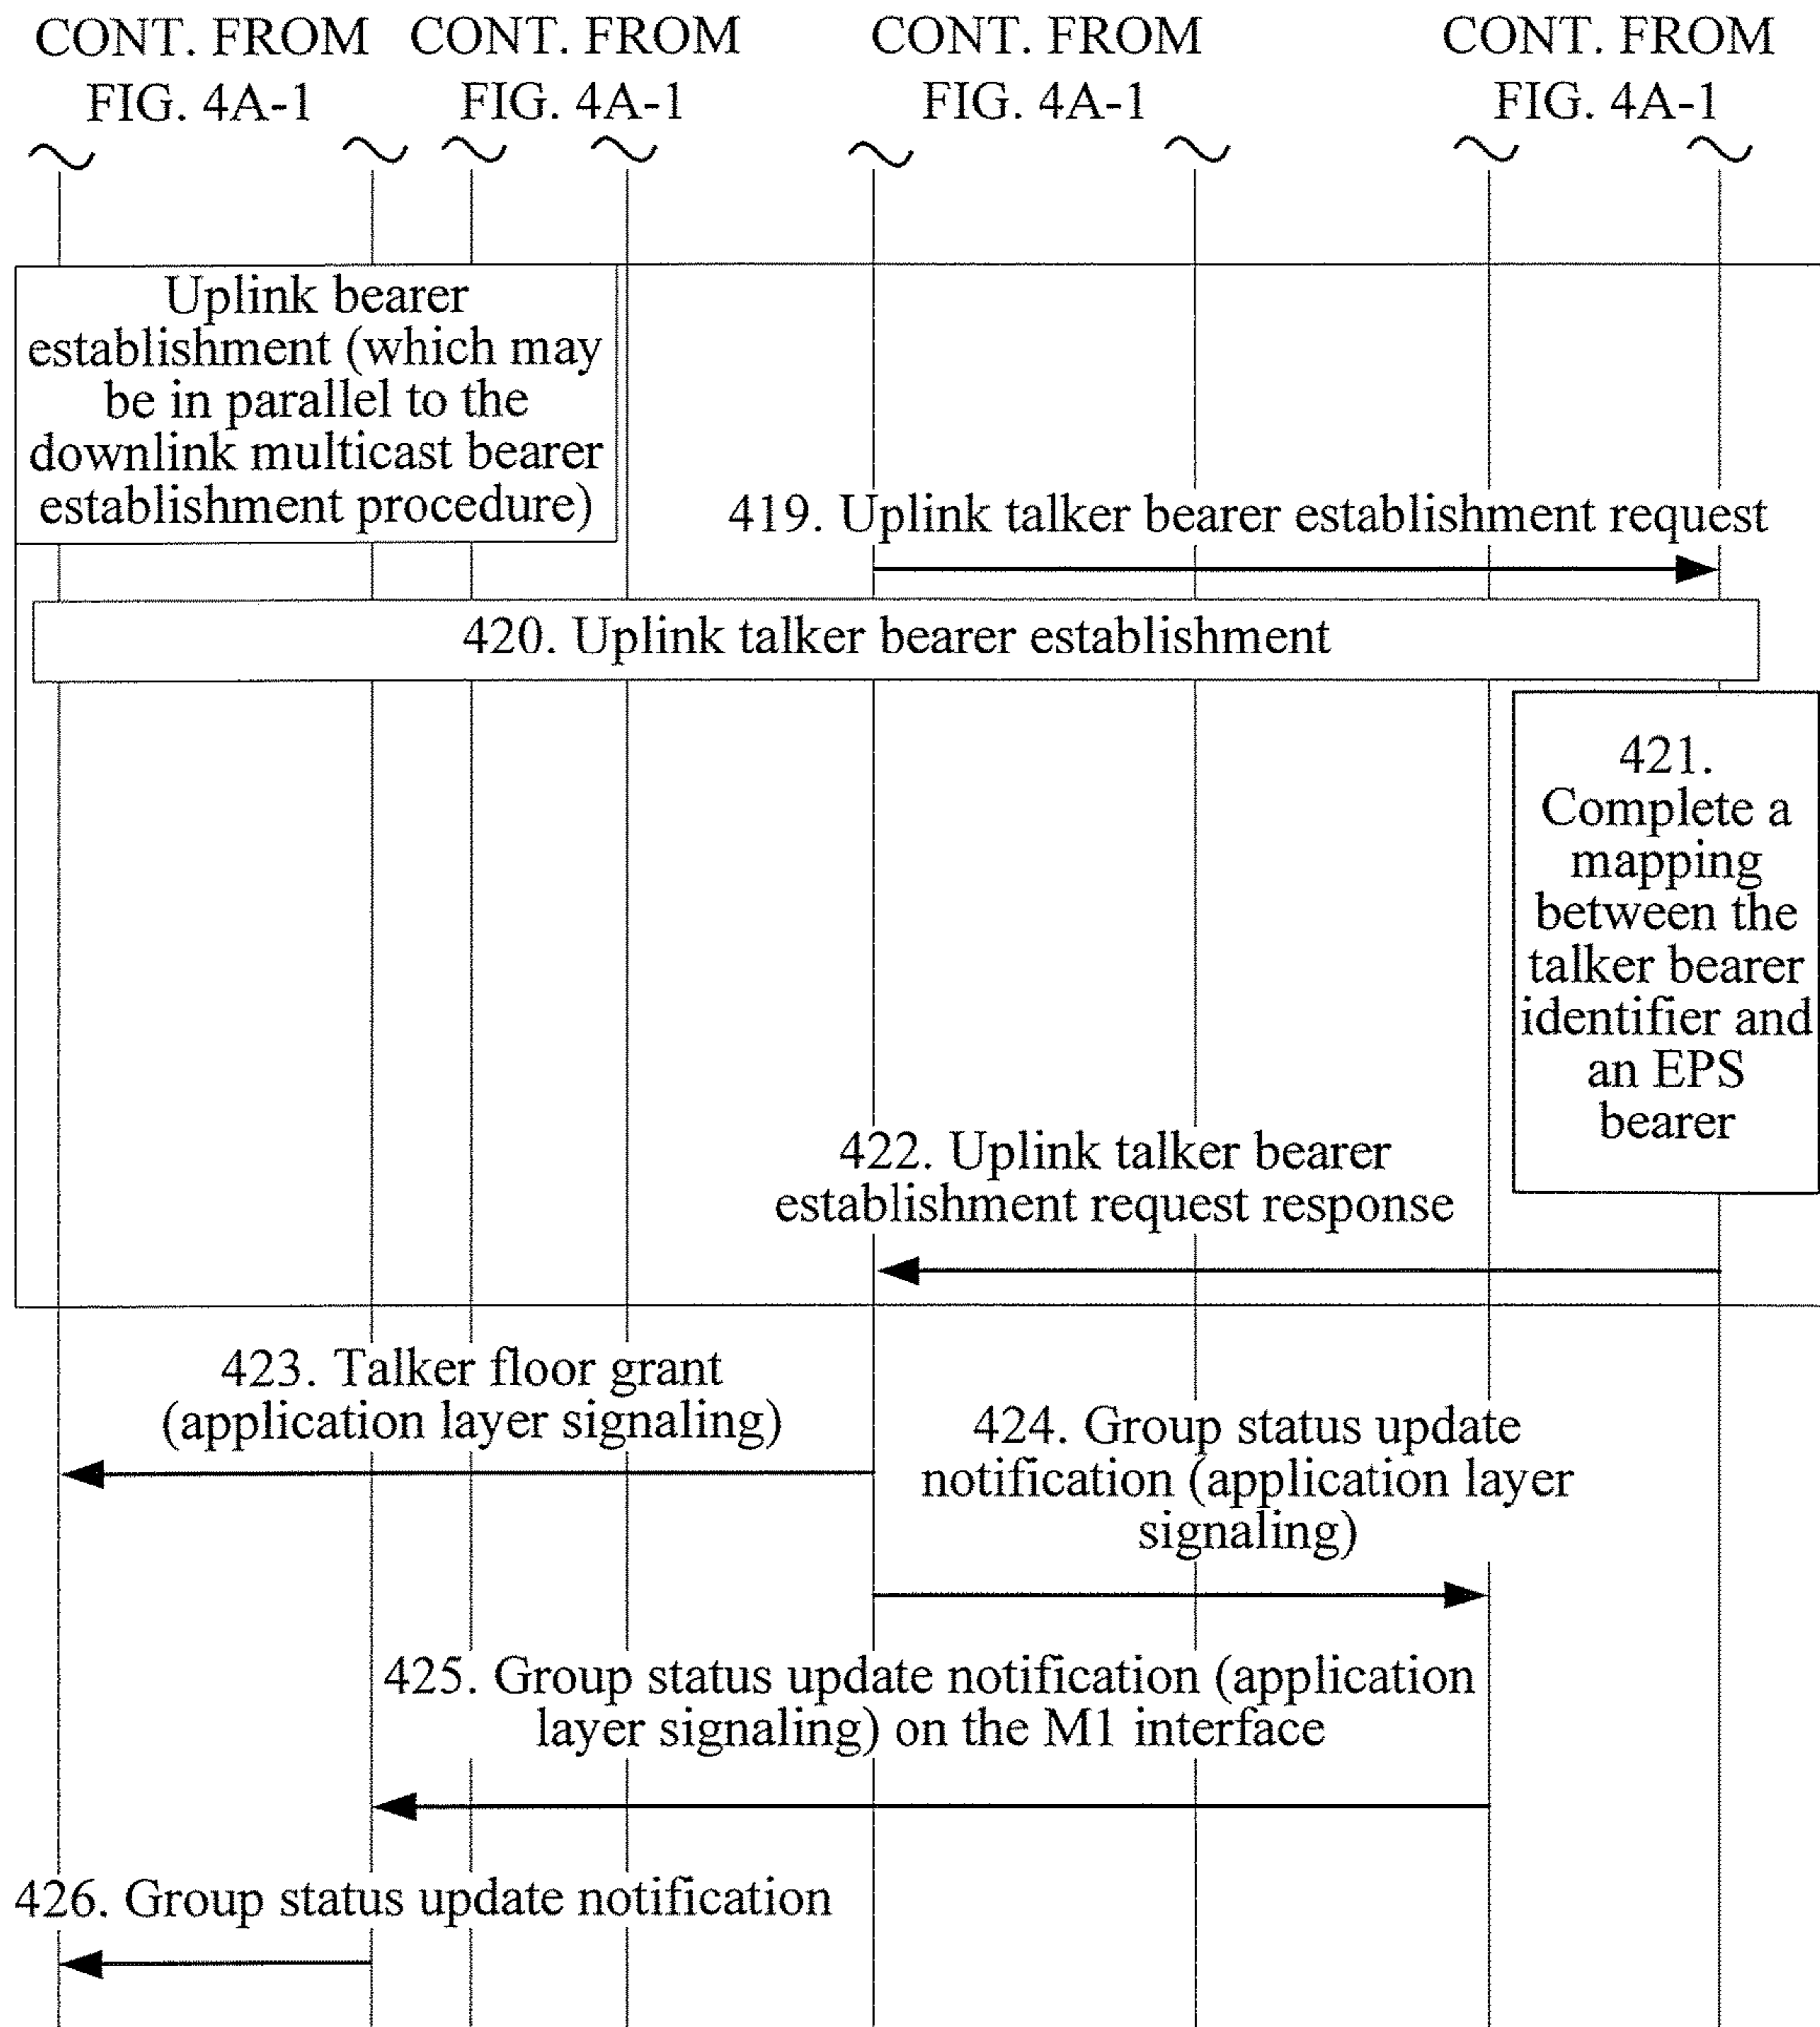 CONT. FROM CONT. FROM CONT. FROM CONT. FROM
FIG. 4A-1 FIG. 4A-1 FIG. 4A-1 FIG. 4A-1
Uplink bearer
establishment (which may
be in parallel to the
downlink multicast bearer
establishment procedure)
419. Uplink talker bearer establishment request
420. Uplink talker bearer establishment
421.
Complete a
mapping
between the
talker bearer
identifier and
an EPS
bearer
422. Uplink talker bearer
establishment request response
423. Talker floor grant
(application layer signaling)
424. Group status update
notification (application layer
signaling)
425. Group status update notification (application
layer signaling) on the M1 interface
426. Group status update notification